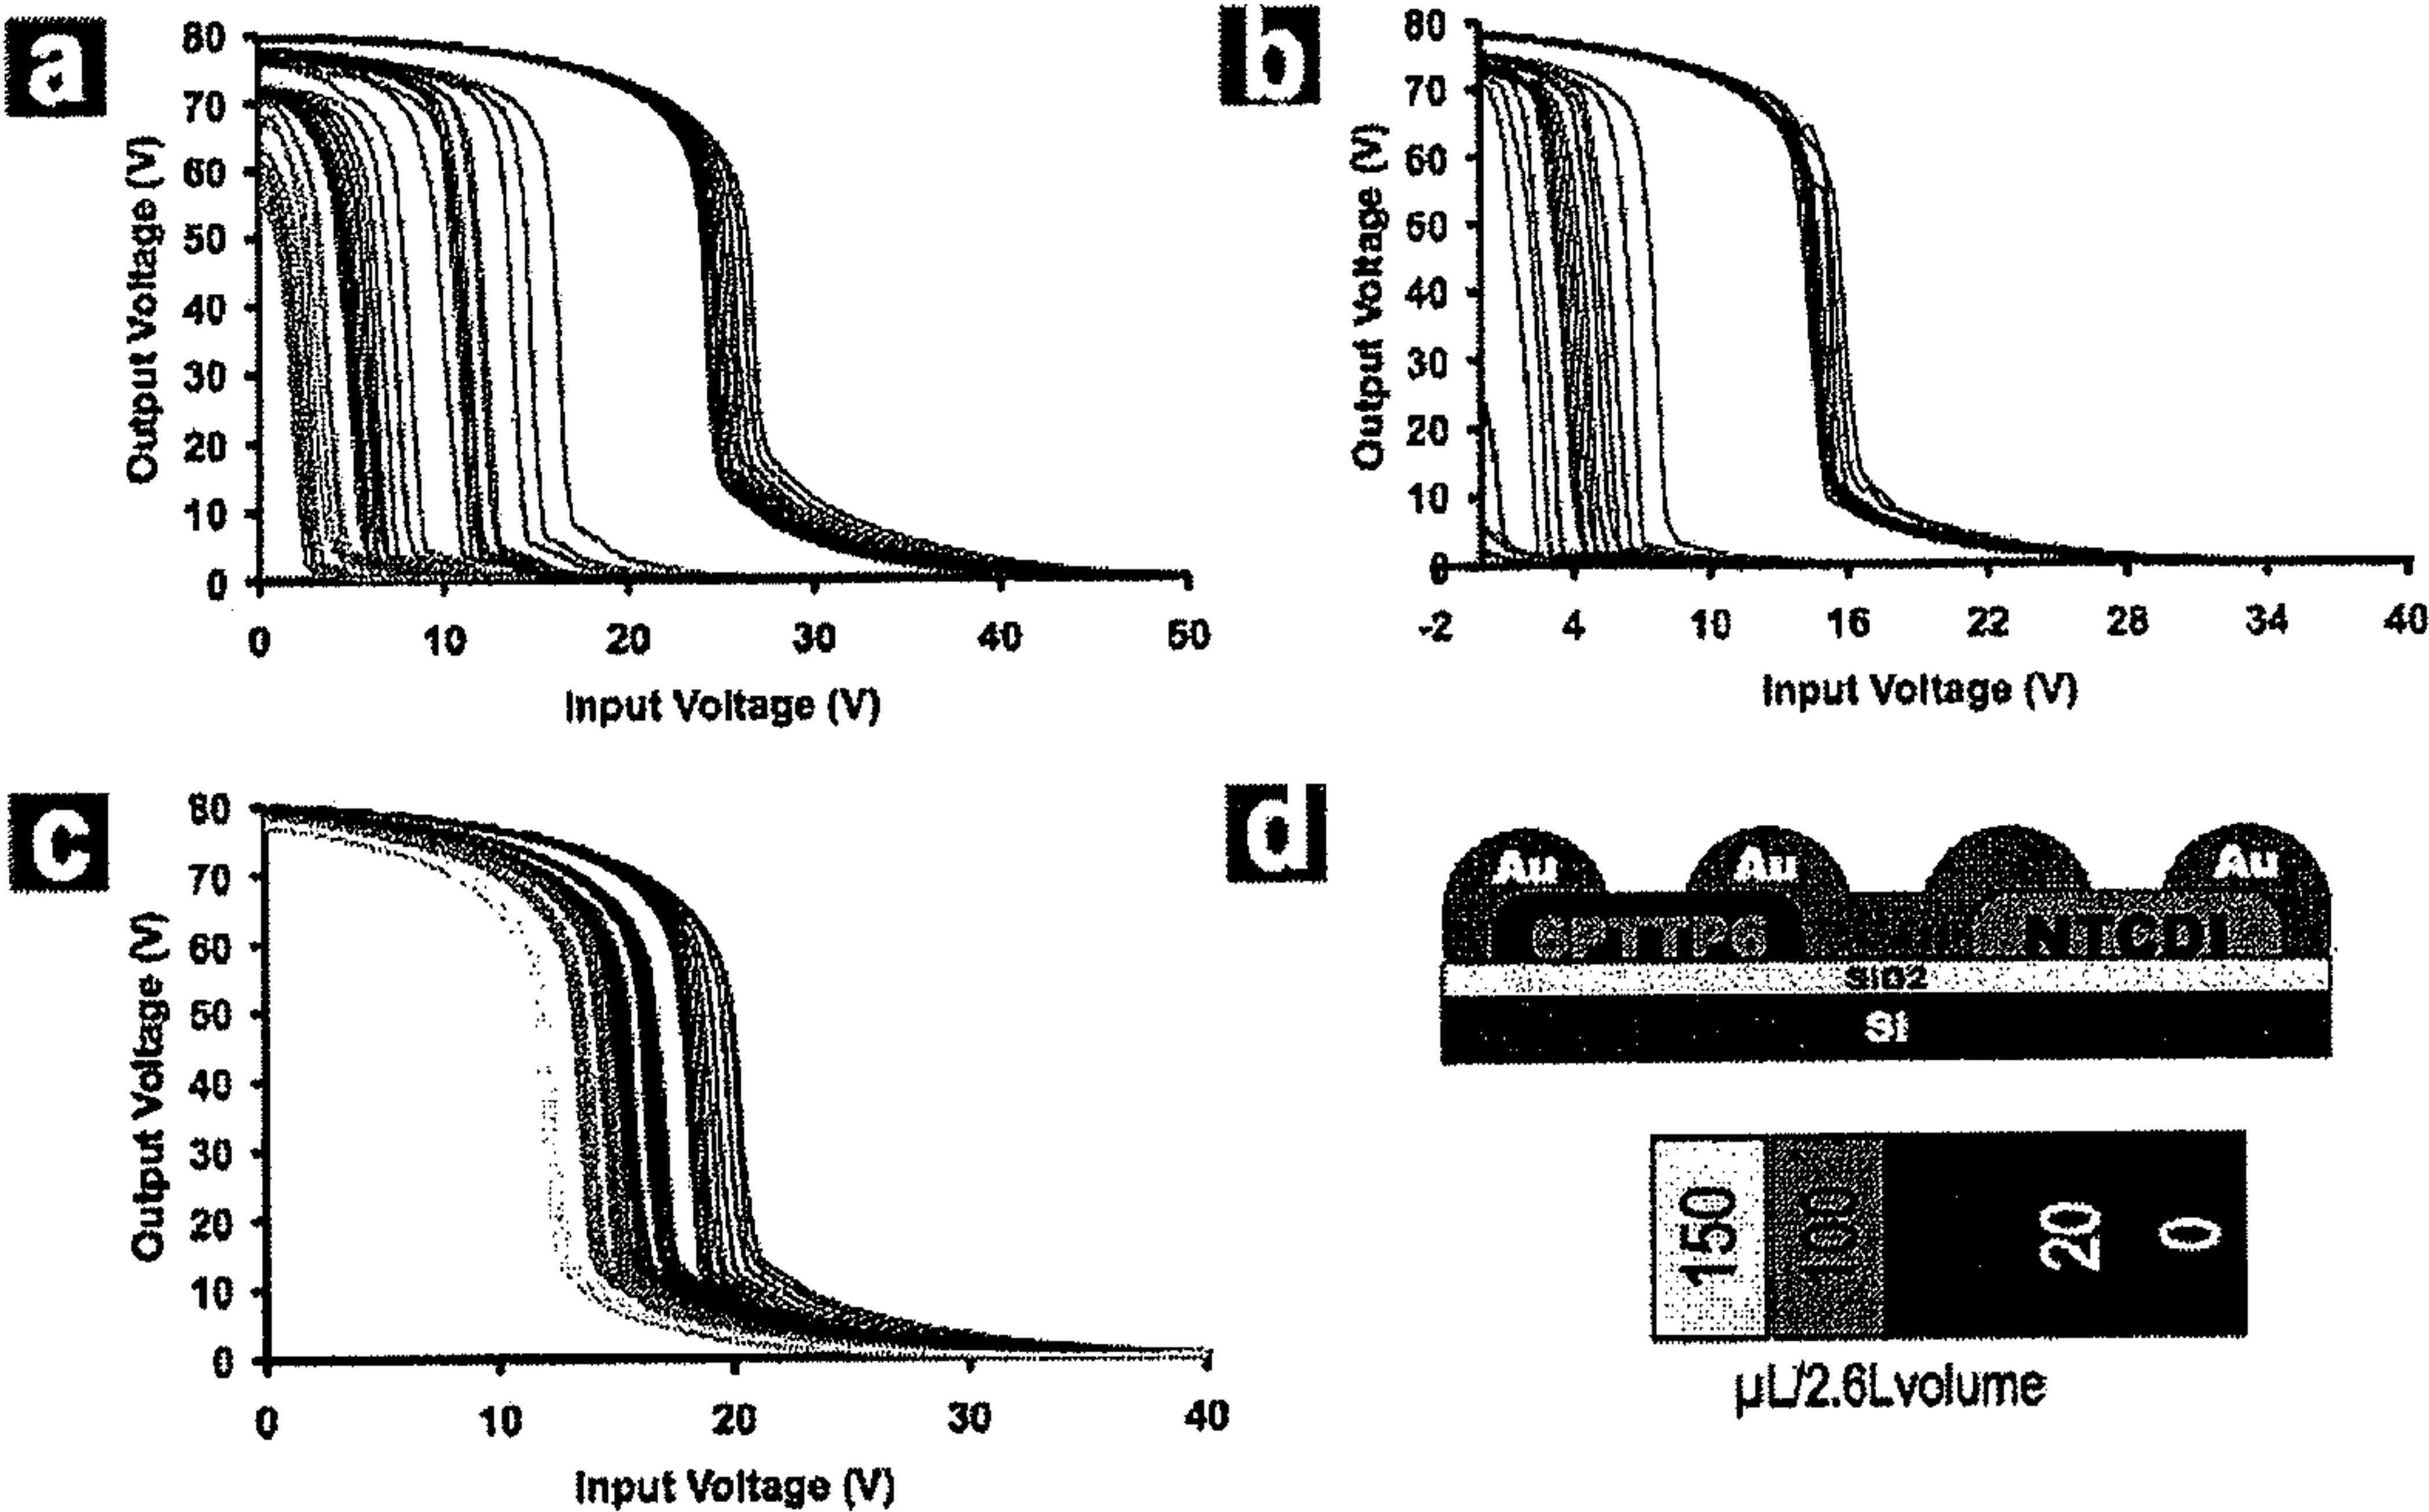 a
80
70
60
50
40
30
20
10
0
Output Voltage (V)
0 10 20 30 40 50
Input Voltage (V)
b
80
70
60
50
40
30
20
10
0
Output Voltage (V)
-2 4 10 16 22 28 34 40
Input Voltage (V)
c
80
70
60
50
40
30
20
10
0
Output Voltage (V)
0 10 20 30 40
Input Voltage (V)
d
Au Au Au
6PTTP6 NTCDI
SiO2
Si
150 100 20 0
µL/2.6Lvolume